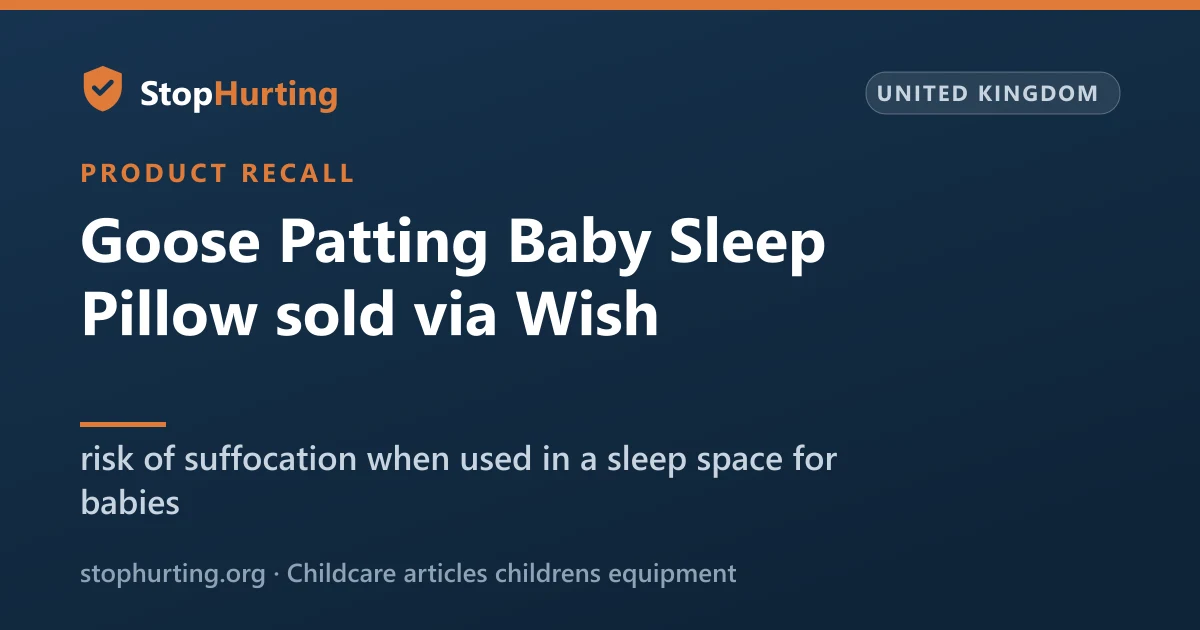 StopHurting
UNITED KINGDOM
PRODUCT RECALL
Goose Patting Baby Sleep
Pillow sold via Wish
risk of suffocation when used in a sleep space for
babies
stophurting.org · Childcare articles childrens equipment